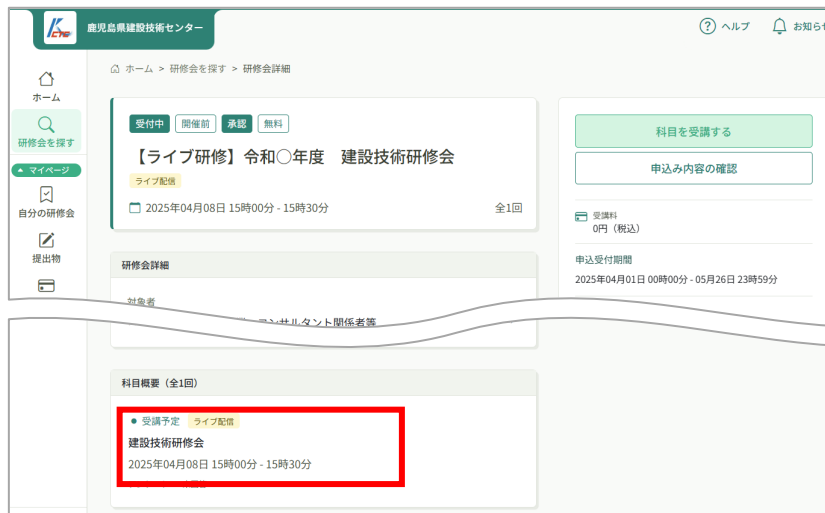 KCTC
鹿児島県建設技術センター
ヘルプ
お知らせ
ホーム
研修会を探す
マイページ
自分の研修会
提出物
ホーム > 研修会を探す > 研修会詳細
受付中 開催前 承認 無料
【ライブ研修】令和〇年度 建設技術研修会
ライブ配信
2025年04月08日 15時00分 - 15時30分 全1回
科目を受講する
申込み内容の確認
受講料
0円（税込）
申込受付期間
2025年04月01日 00時00分 - 05月26日 23時59分
研修会詳細
対象者
コンサルタント関係者等
科目概要（全1回）
受講予定 ライブ配信
建設技術研修会
2025年04月08日 15時00分 - 15時30分